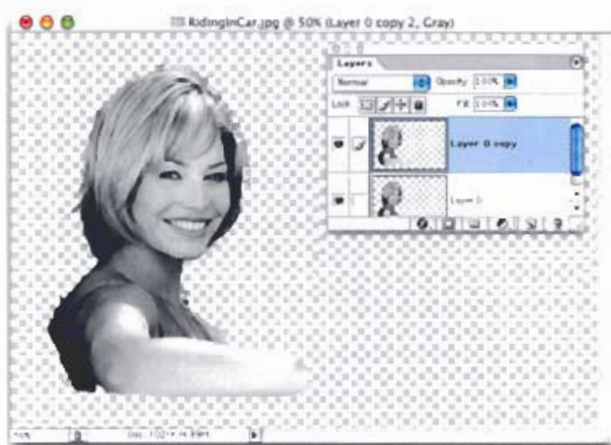 RidingInCar.jpg @ 50% (Layer 0 copy 2, Gray)
Layers
Normal Opacity: 100%
Lock: Fill: 100%
Layer 0 copy
Layer 0